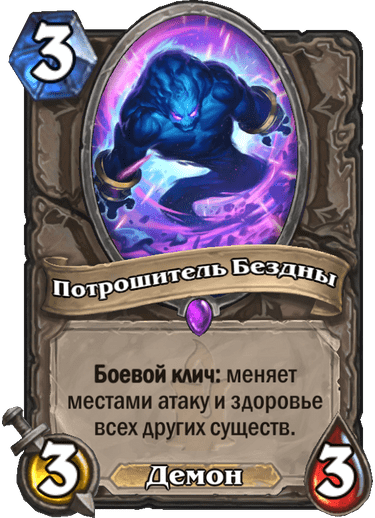 3
Потрошитель Бездны
Боевой клич: меняет
местами атаку и здоровье
всех других существ.
3
Демон
3